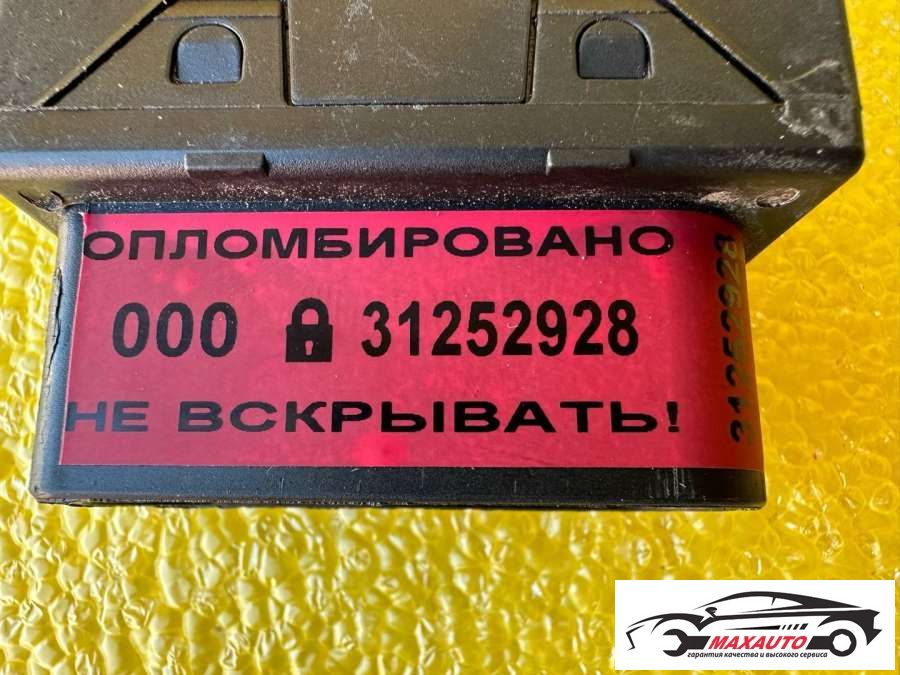 ОПЛОМБИРОВАНО
000 31252928
НЕ ВСКРЫВАТЬ!
31252928
MAXAUTO
гарантия качества и высокого сервиса